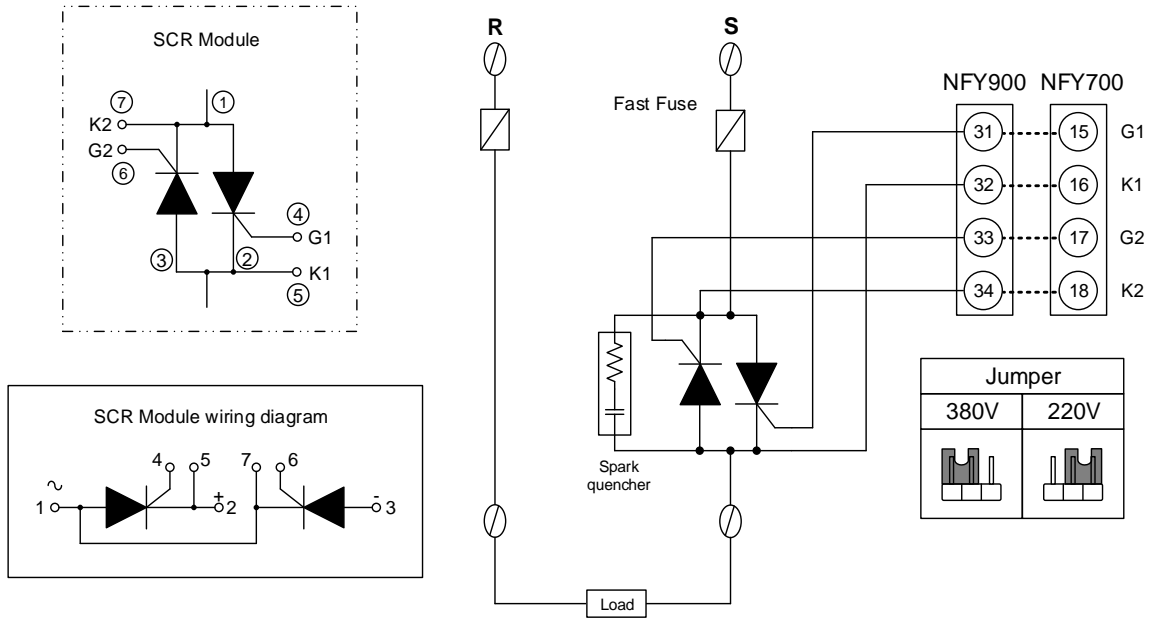 SCR Module
7
1
K2
G2
6
4
G1
3
2
K1
5
SCR Module wiring diagram
4 5 7 6
~
1
+
2
-
3
R
S
Fast Fuse
NFY900 NFY700
31 15 G1
32 16 K1
33 17 G2
34 18 K2
Spark
quencher
Load
Jumper
380V 220V